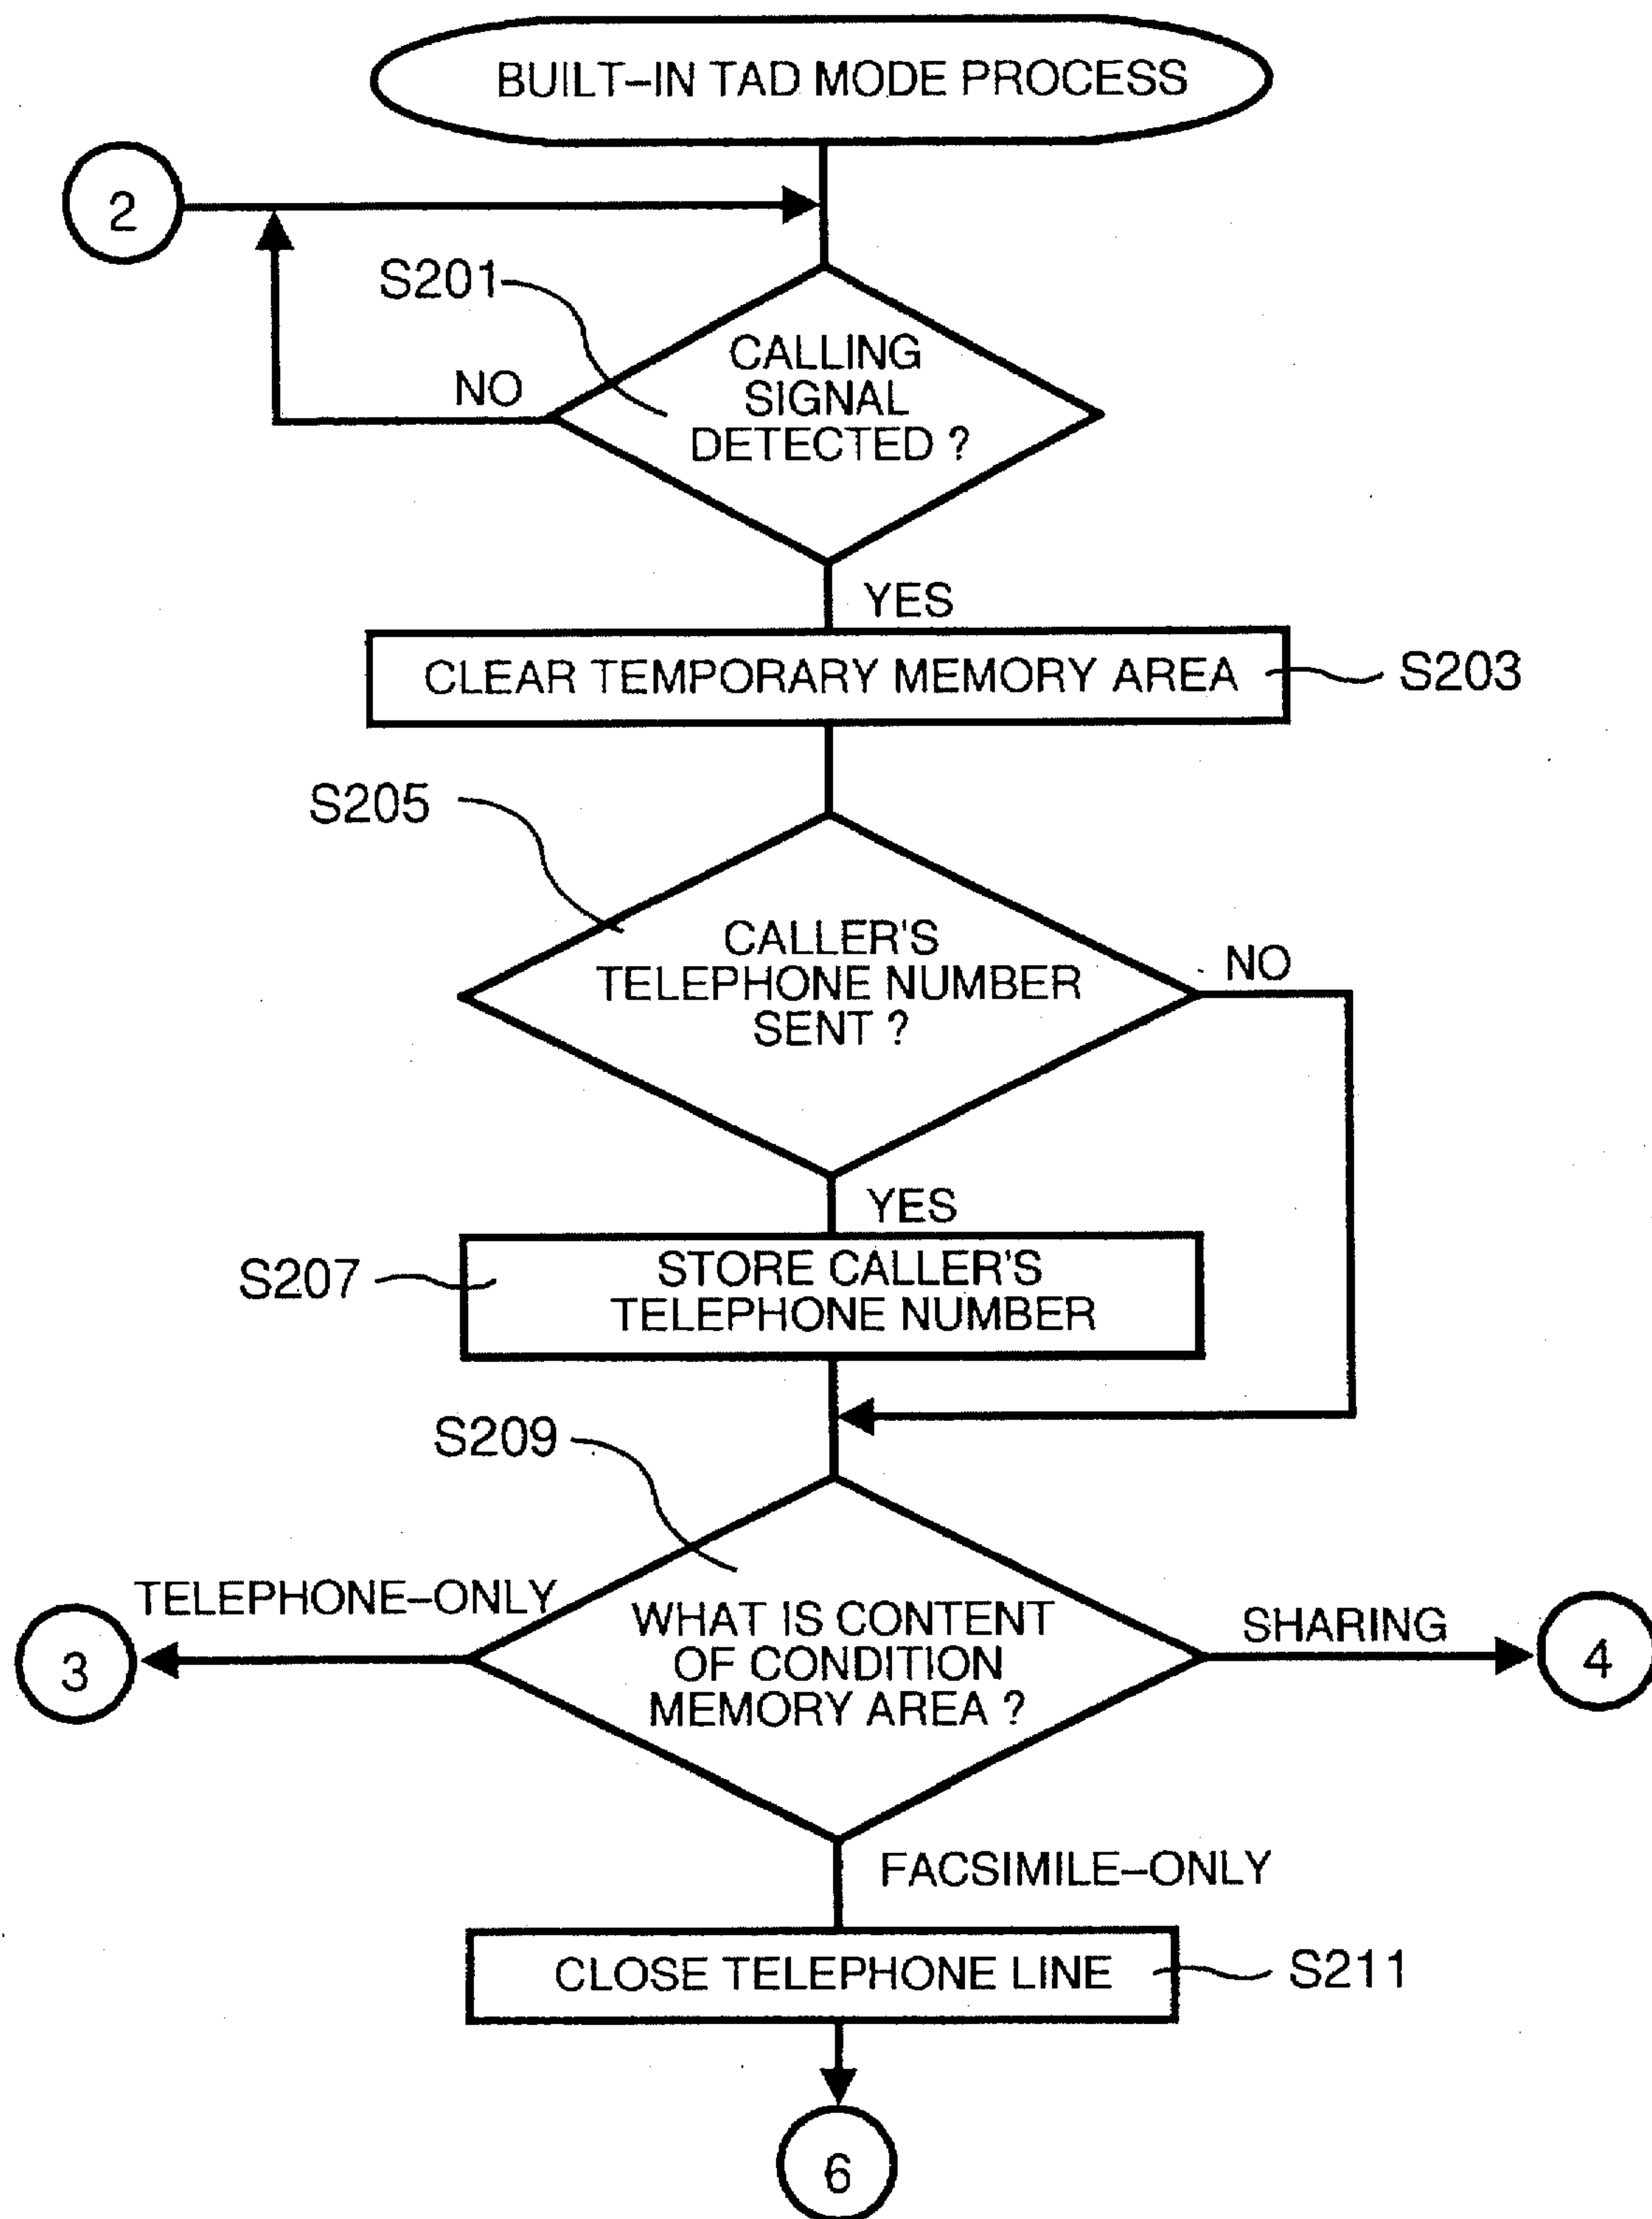 BUILT-IN TAD MODE PROCESS
2
S201
CALLING
SIGNAL
DETECTED ?
NO
YES
CLEAR TEMPORARY MEMORY AREA
S203
S205
CALLER'S
TELEPHONE NUMBER
SENT ?
NO
YES
S207
STORE CALLER'S
TELEPHONE NUMBER
S209
TELEPHONE-ONLY
WHAT IS CONTENT
OF CONDITION
MEMORY AREA ?
SHARING
3
4
FACSIMILE-ONLY
CLOSE TELEPHONE LINE
S211
6